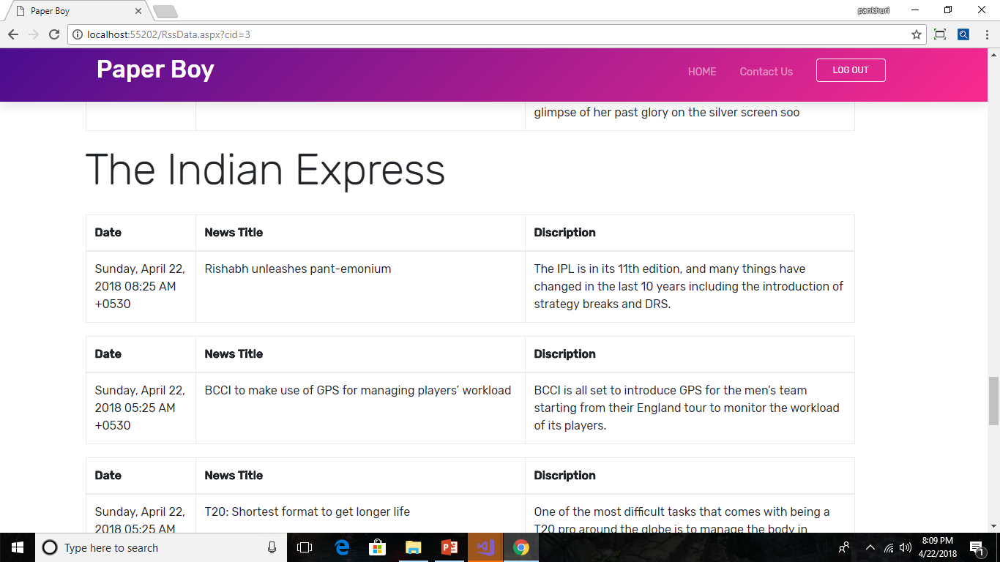 Paper Boy
pankhuri
localhost:55202/RssData.aspx?cid=3
Paper Boy
HOME
Contact Us
LOG OUT
glimpse of her past glory on the silver screen soo
The Indian Express
Date
News Title
Discription
Sunday, April 22,
2018 08:25 AM
+0530
Rishabh unleashes pant-emonium
The IPL is in its 11th edition, and many things have
changed in the last 10 years including the introduction of
strategy breaks and DRS.
Date
News Title
Discription
Sunday, April 22,
2018 05:25 AM
+0530
BCCI to make use of GPS for managing players’ workload
BCCI is all set to introduce GPS for the men’s team
starting from their England tour to monitor the workload
of its players.
Date
News Title
Discription
Sunday, April 22,
2018 05:25 AM
T20: Shortest format to get longer life
One of the most difficult tasks that comes with being a
T20 pro around the globe is to manage the body in
Type here to search
8:09 PM
4/22/2018
1